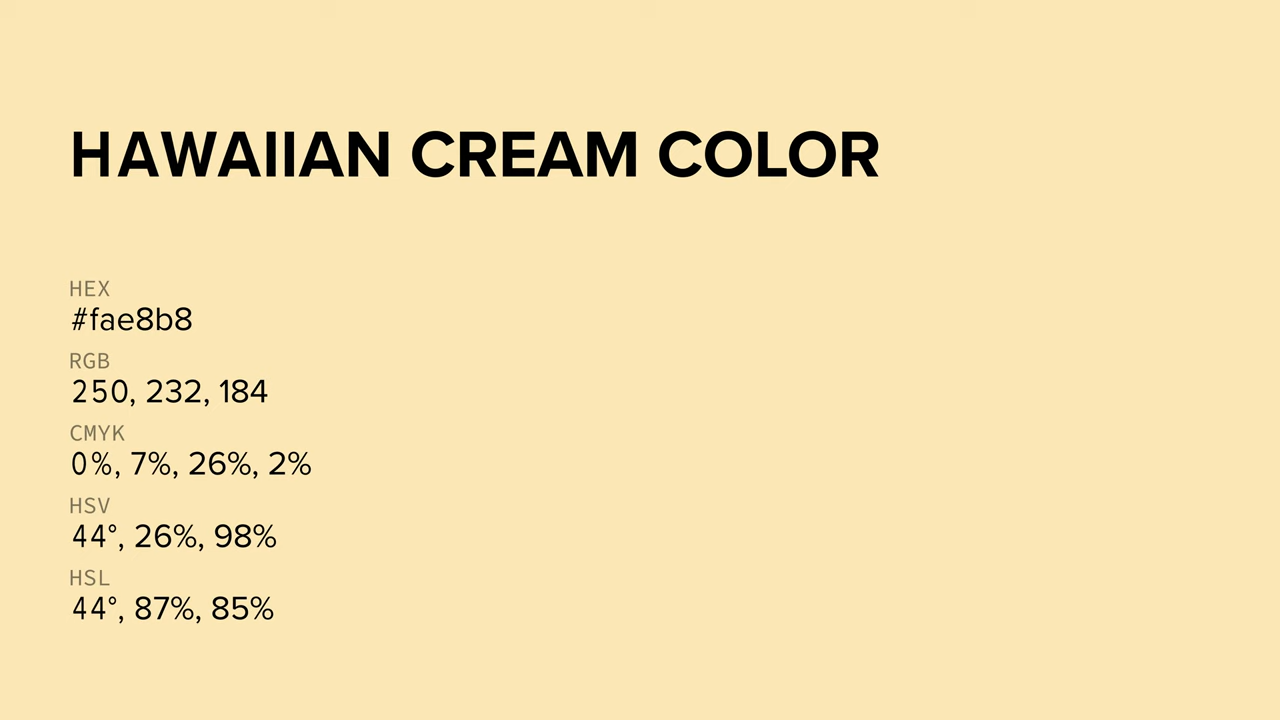 HAWAIIAN CREAM COLOR
HEX
#fae8b8
RGB
250, 232, 184
CMYK
0%, 7%, 26%, 2%
HSV
44°, 26%, 98%
HSL
44°, 87%, 85%